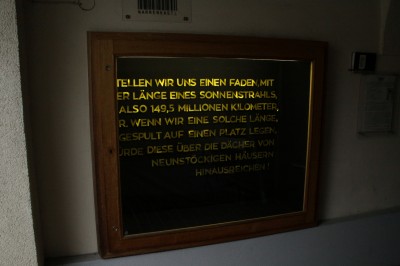 TELLEN WIR UNS EINEN FADEN, MIT
ER LÄNGE EINES SONNENSTRAHLS,
ALSO 149,5 MILLIONEN KILOMETER,
R. WENN WIR EINE SOLCHE LÄNGE,
GESPULT AUF EINEN PLATZ LEGEN,
ÜRDE DIESE ÜBER DIE DÄCHER VON
NEUNSTÖCKIGEN HÄUSERN
HINAUSREICHEN!